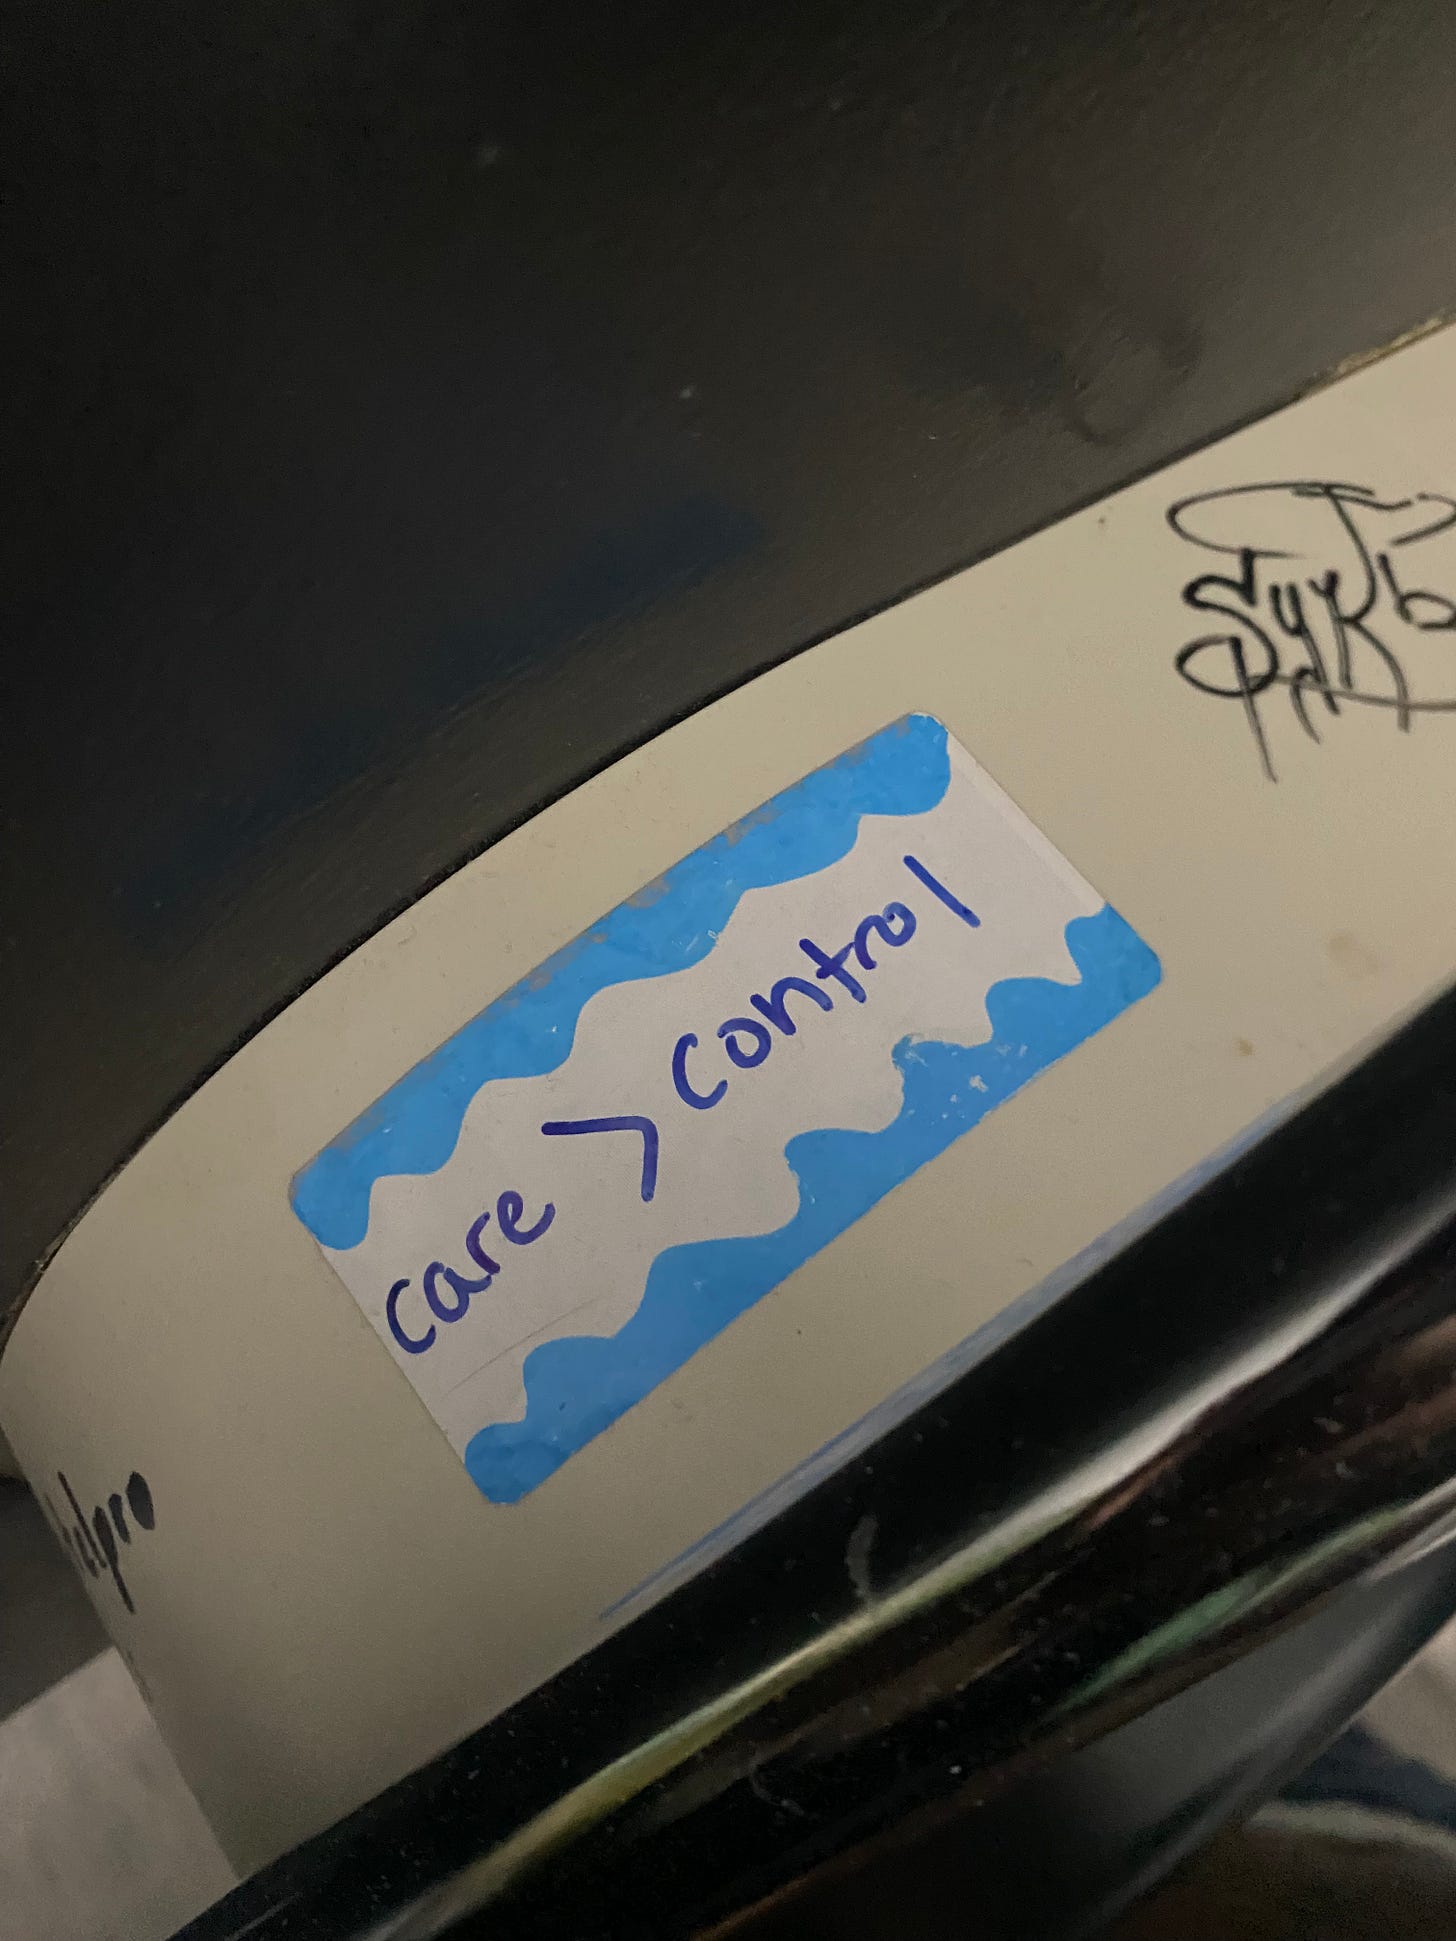 care > control